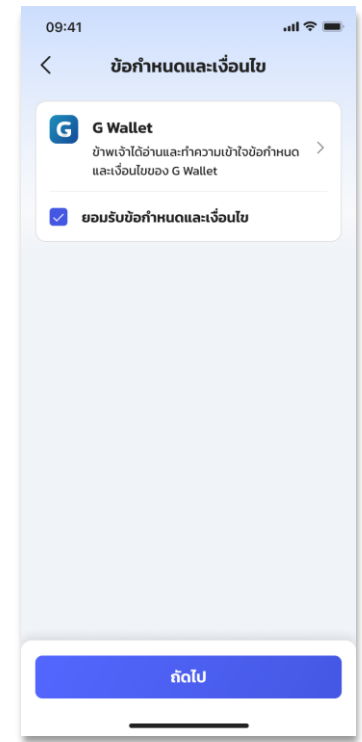 09:41
ข้อกำหนดและเงื่อนไข
G
G Wallet
ข้าพเจ้าได้อ่านและทำความเข้าใจข้อกำหนด
และเงื่อนไขของ G Wallet
ยอมรับข้อกำหนดและเงื่อนไข
ถัดไป